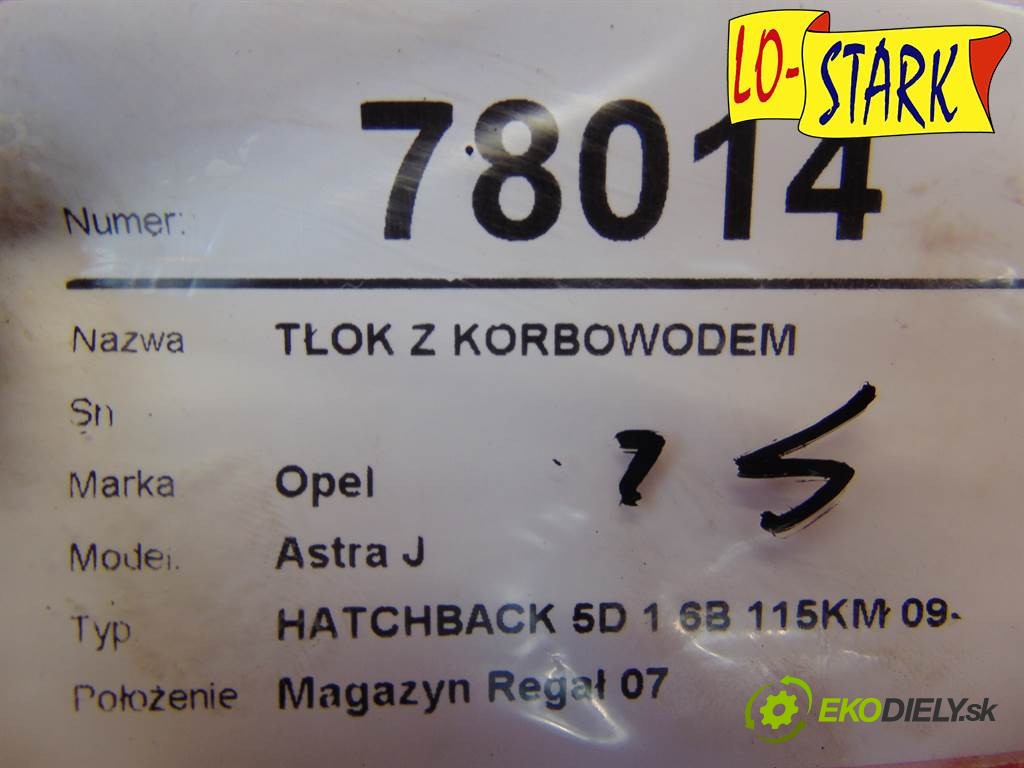 LO-STARK
Numer: 78014
Nazwa TŁOK Z KORBOWODEM
Sn
Marka Opel
Model. Astra J
Typ HATCHBACK 5D 1 6B 115KM 09-
Położenie Magazyn Regał 07
EKODIELY.sk